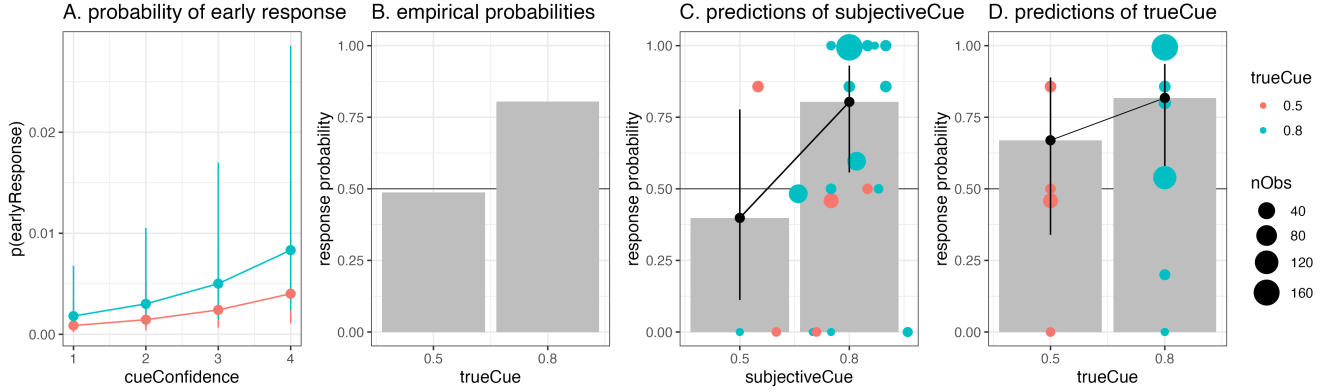 A. probability of early response
p(earlyResponse)
0.02
0.01
0.00
1
2
3
4
cueConfidence
B. empirical probabilities
response probability
1.00
0.75
0.50
0.25
0.00
0.5
0.8
trueCue
C. predictions of subjectiveCue
response probability
1.00
0.75
0.50
0.25
0.00
0.5
0.8
subjectiveCue
D. predictions of trueCue
response probability
1.00
0.75
0.50
0.25
0.00
0.5
0.8
trueCue
trueCue
0.5
0.8
nObs
40
80
120
160